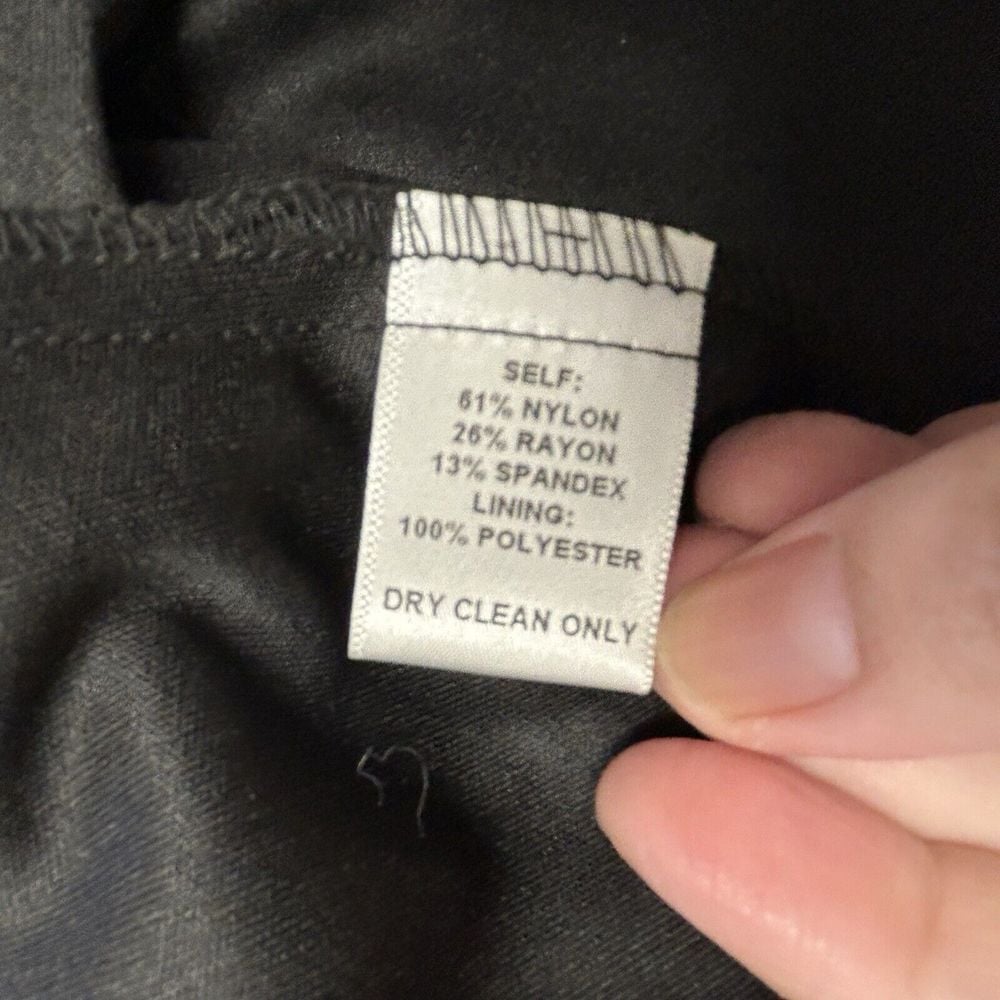 SELF:
61% NYLON
26% RAYON
13% SPANDEX
LINING:
100% POLYESTER
DRY CLEAN ONLY